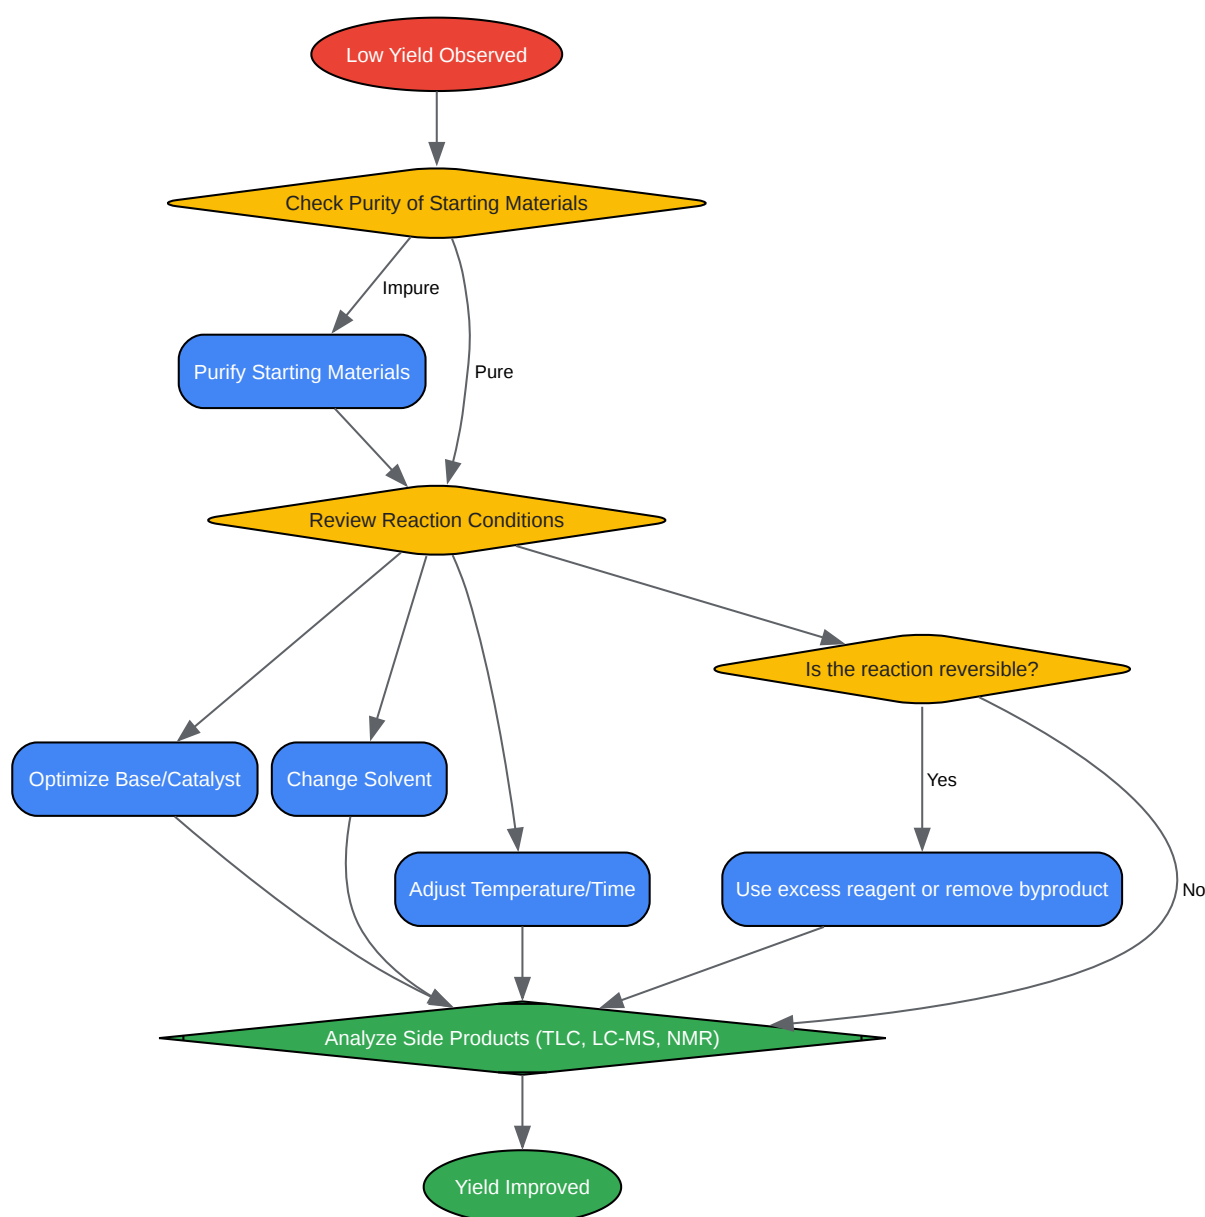 Low Yield Observed
Check Purity of Starting Materials
Impure
Purify Starting Materials
Pure
Review Reaction Conditions
Is the reaction reversible?
Optimize Base/Catalyst
Change Solvent
Yes
Adjust Temperature/Time
Use excess reagent or remove byproduct
No
Analyze Side Products (TLC, LC-MS, NMR)
Yield Improved